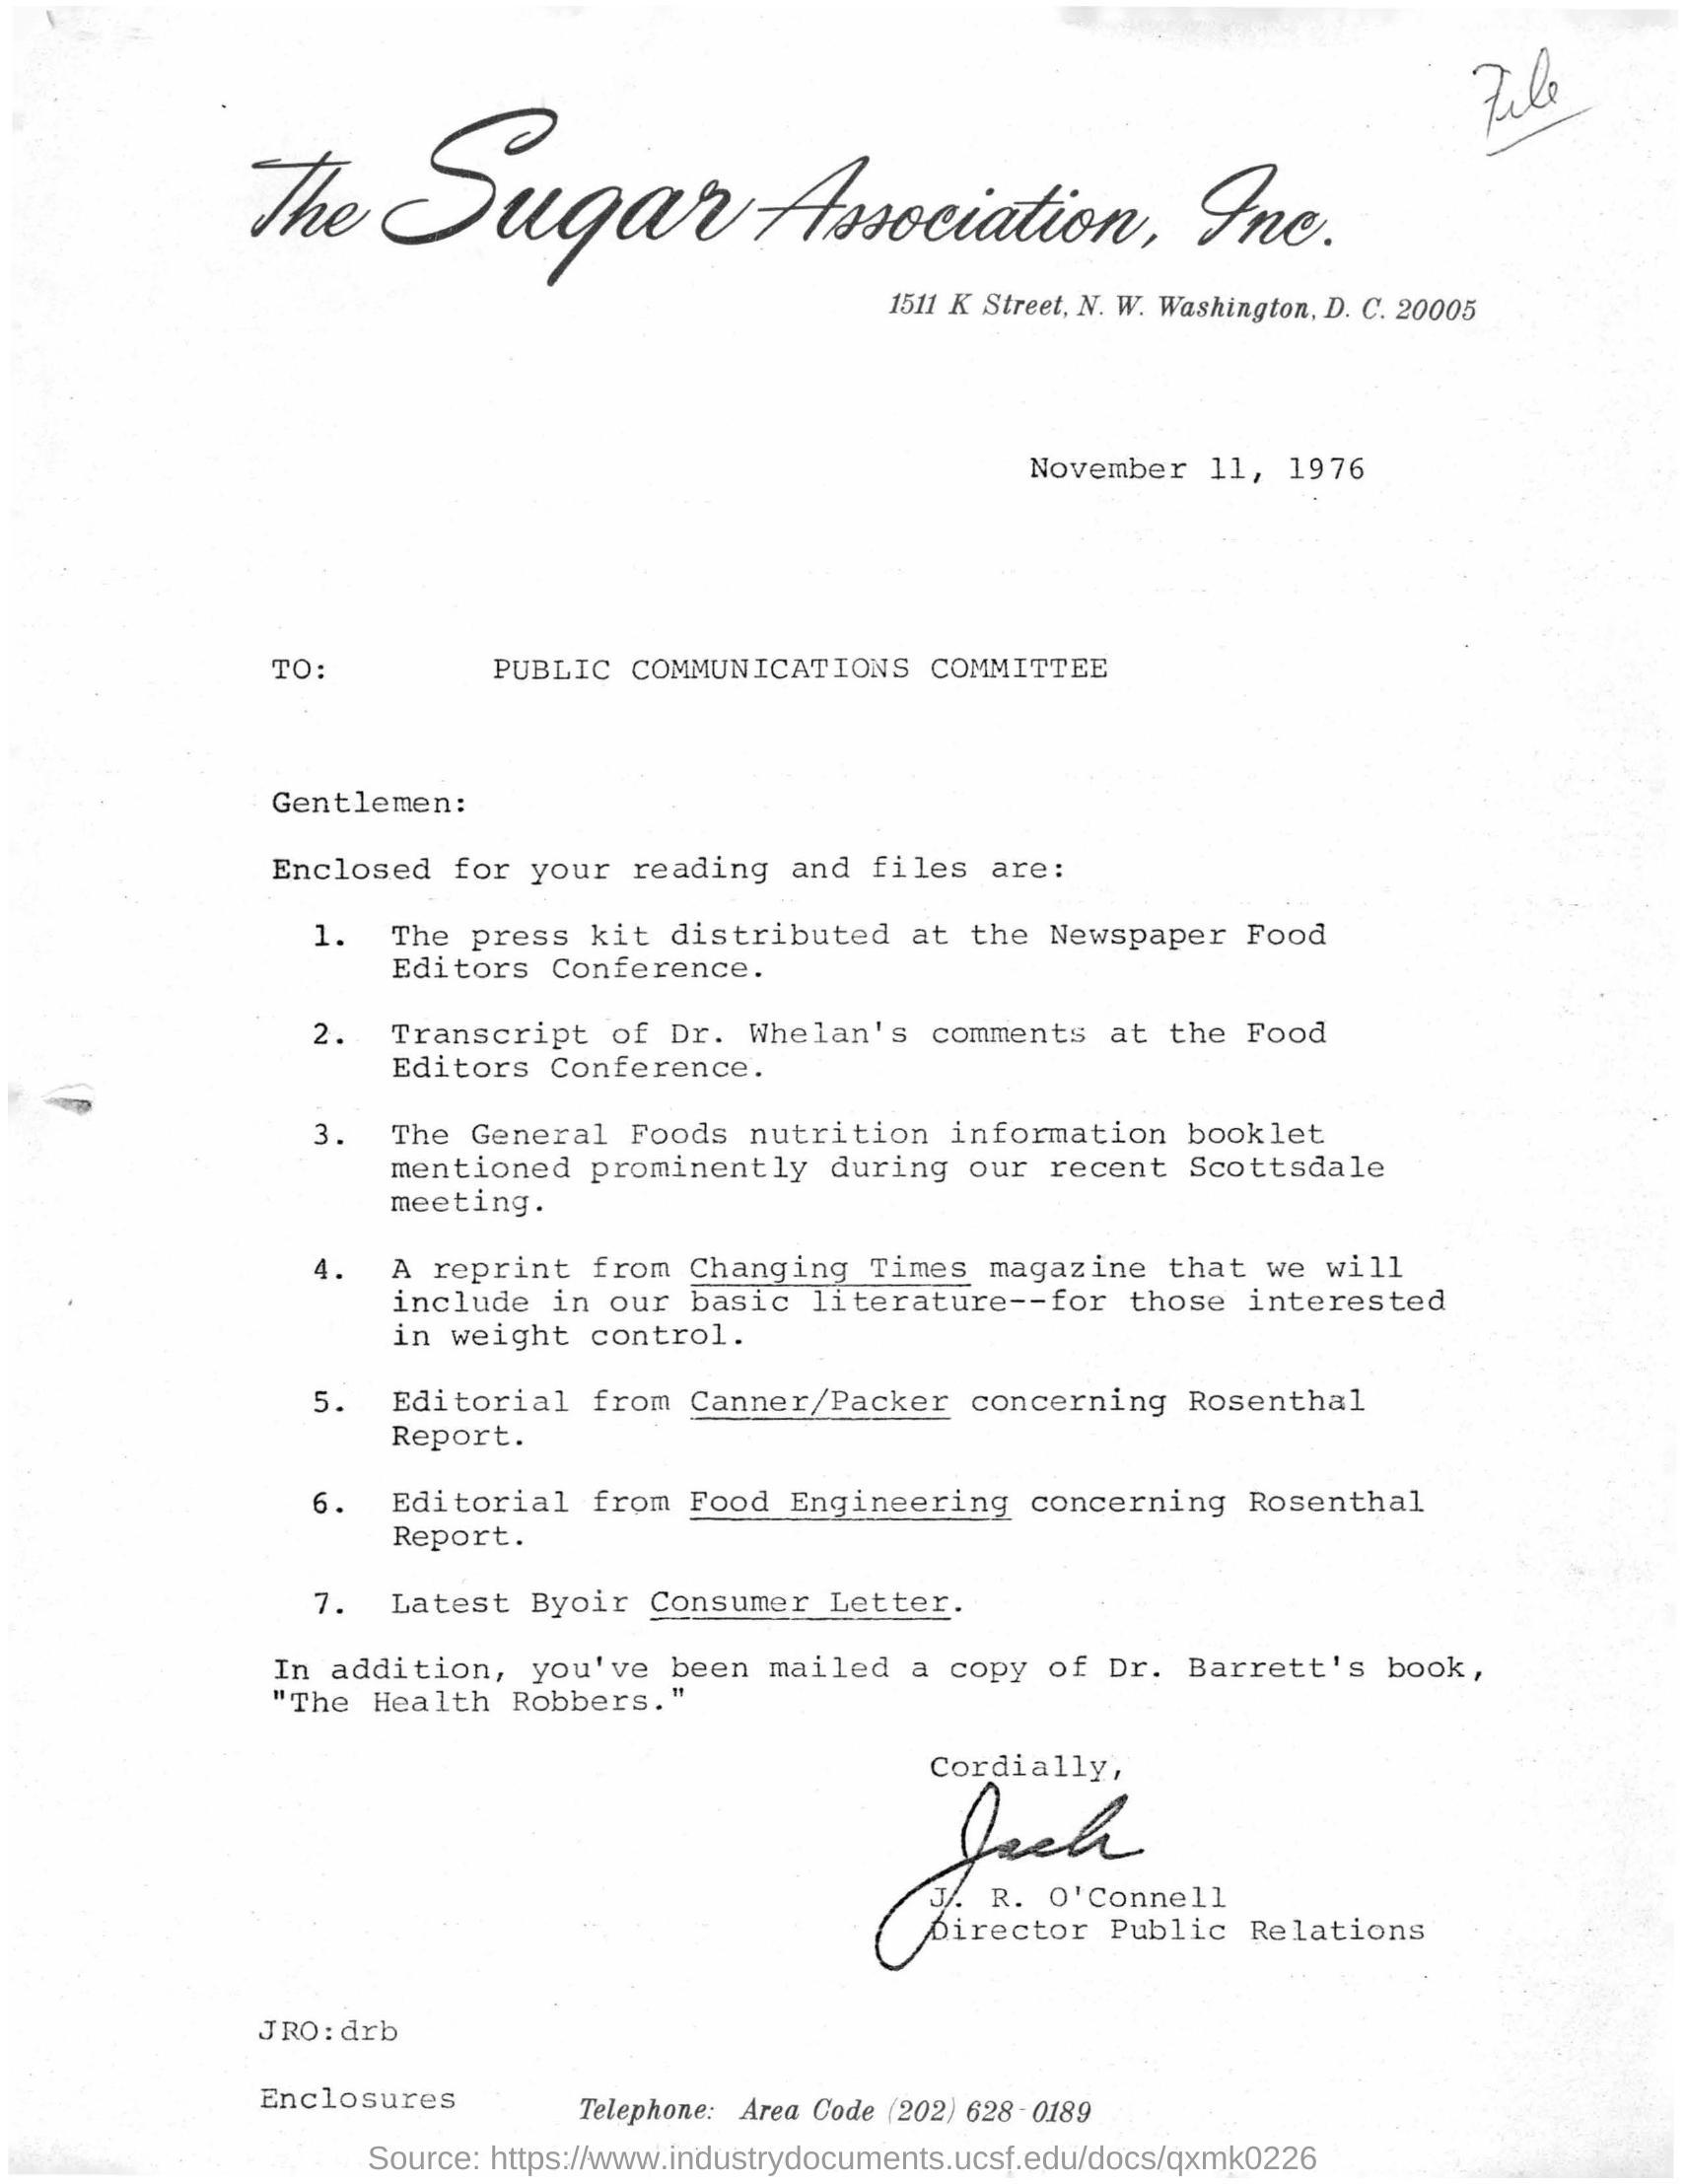 File
The Sugar Association, Inc.
1511 K Street, N. W. Washington, D. C. 20005
November 11, 1976
TO: PUBLIC COMMUNICATIONS COMMITTEE
Gentlemen:
Enclosed for your reading and files are:
1. The press kit distributed at the Newspaper Food
Editors Conference.
2. Transcript of Dr. Whelan's comments at the Food
Editors Conference.
3. The General Foods nutrition information booklet
mentioned prominently during our recent Scottsdale
meeting.
4. A reprint from Changing Times magazine that we will
include in our basic literature--for those interested
in weight control.
5. Editorial from Canner/Packer concerning Rosenthal
Report.
6. Editorial from Food Engineering concerning Rosenthal
Report.
7. Latest Byoir Consumer Letter.
In addition, you've been mailed a copy of Dr. Barrett's book,
"The Health Robbers."
Cordially,
Jack
J. R. O'Connell
Director Public Relations
JRO:drb
Enclosures
Telephone: Area Code (202) 628-0189
Source: https://www.industrydocuments.ucsf.edu/docs/qxmk0226